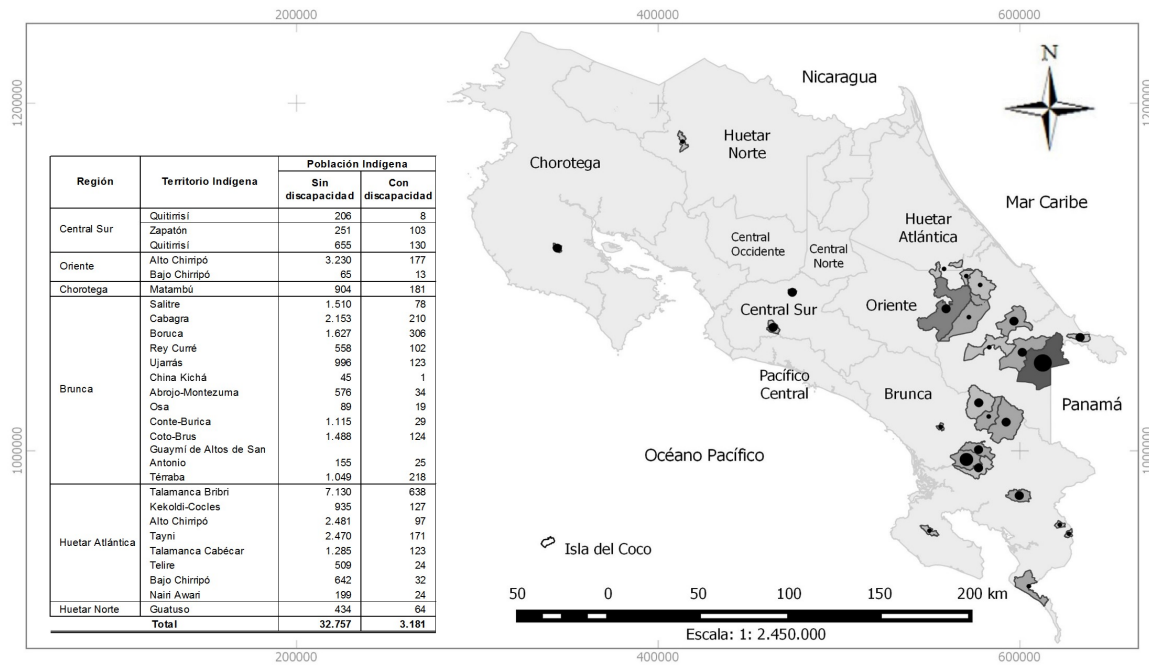 200000 400000 600000
1200000 1200000
1000000 1000000
200000 400000 600000
Región Territorio Indígena Población Indígena
Sin discapacidad Con discapacidad
Central Sur Quitirrisí 206 8
Zapatón 251 103
Quitirrisí 655 130
Oriente Alto Chirripó 3.230 177
Bajo Chirripó 65 13
Chorotega Matambú 904 181
Brunca Salitre 1.510 78
Cabagra 2.153 210
Boruca 1.627 306
Rey Curré 558 102
Ujarrás 996 123
China Kichá 45 1
Abrojo-Montezuma 576 34
Osa 89 19
Conte-Burica 1.115 29
Coto-Brus 1.488 124
Guaymí de Altos de San
Antonio 155 25
Térraba 1.049 218
Huetar Atlántica Talamanca Bribri 7.130 638
Kekoldi-Cocles 935 127
Alto Chirripó 2.481 97
Tayni 2.470 171
Talamanca Cabécar 1.285 123
Telire 509 24
Bajo Chirripó 642 32
Nairi Awari 199 24
Huetar Norte Guatuso 434 64
Total 32.757 3.181
Nicaragua
N
Huetar
Norte
Chorotega
Mar Caribe
Huetar
Atlántica
Central
Occidente
Central
Norte
Oriente
Central Sur
Pacífico
Central
Brunca
Panamá
Océano Pacífico
Isla del Coco
50 0 50 100 150 200 km
Escala: 1: 2.450.000